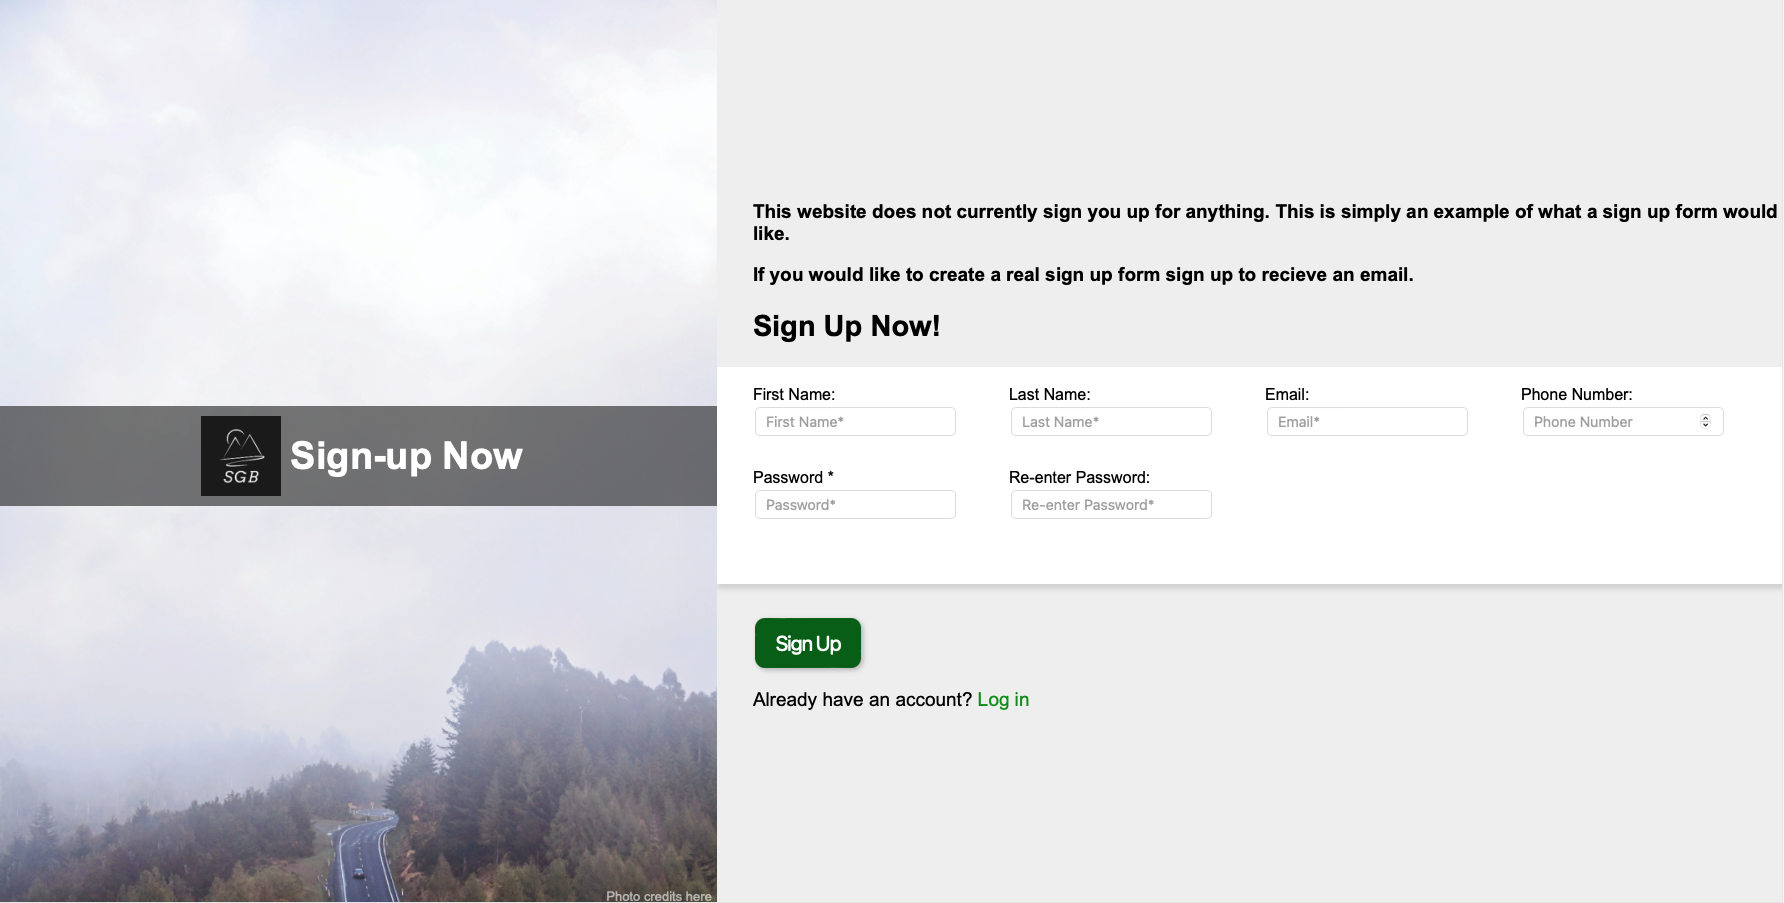 SGB
Sign-up Now
Photo credits here
This website does not currently sign you up for anything. This is simply an example of what a sign up form would
like.
If you would like to create a real sign up form sign up to recieve an email.
Sign Up Now!
First Name:
Last Name:
Email:
Phone Number:
First Name*
Last Name*
Email*
Phone Number
Password *
Re-enter Password:
Password*
Re-enter Password*
Sign Up
Already have an account? Log in